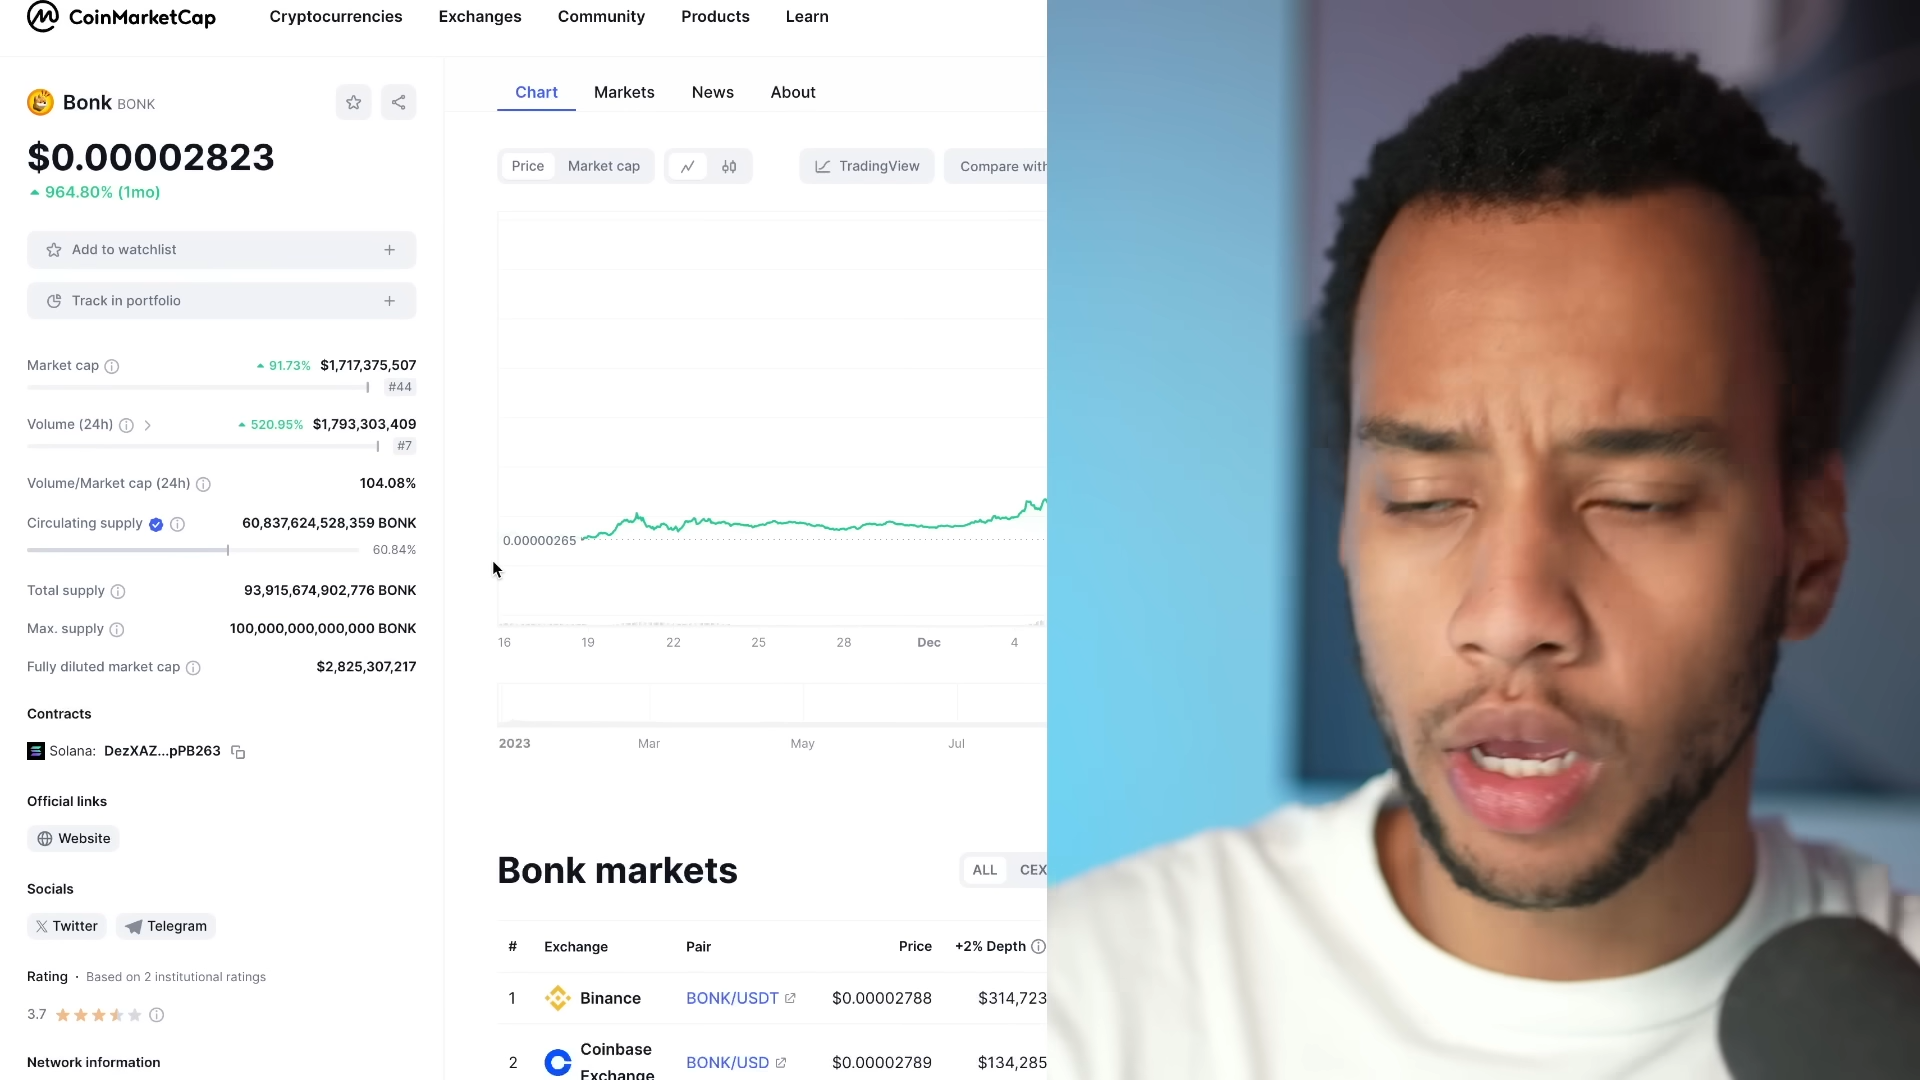 CoinMarketCap
Cryptocurrencies
Exchanges
Community
Products
Learn
Bonk BONK
$0.00002823
964.80% (1mo)
Add to watchlist
Track in portfolio
Market cap 91.73% $1,717,375,507
#44
Volume (24h) 520.95% $1,793,303,409
#7
Volume/Market cap (24h) 104.08%
Circulating supply 60,837,624,528,359 BONK
60.84%
Total supply 93,915,674,902,776 BONK
Max. supply 100,000,000,000,000 BONK
Fully diluted market cap $2,825,307,217
Contracts
Solana: DezXAZ...pPB263
Official links
Website
Socials
Twitter Telegram
Rating · Based on 2 institutional ratings
3.7
Network information
Chart Markets News About
Price Market cap TradingView Compare with
0.00000265
16 19 22 25 28 Dec 4
2023 Mar May Jul
Bonk markets ALL CEX
# Exchange Pair Price +2% Depth
1 Binance BONK/USDT $0.00002788 $314,723
2 Coinbase Exchange BONK/USD $0.00002789 $134,285